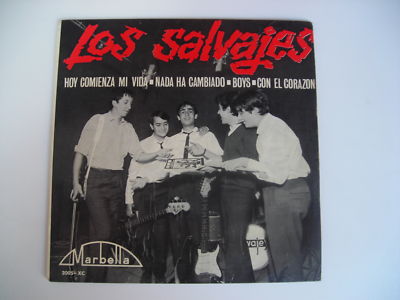 Los Salvajes
HOY COMIENZA MI VIDA ▪ NADA HA CAMBIADO ▪ BOYS ▪ CON EL CORAZON
vaje
Marbella